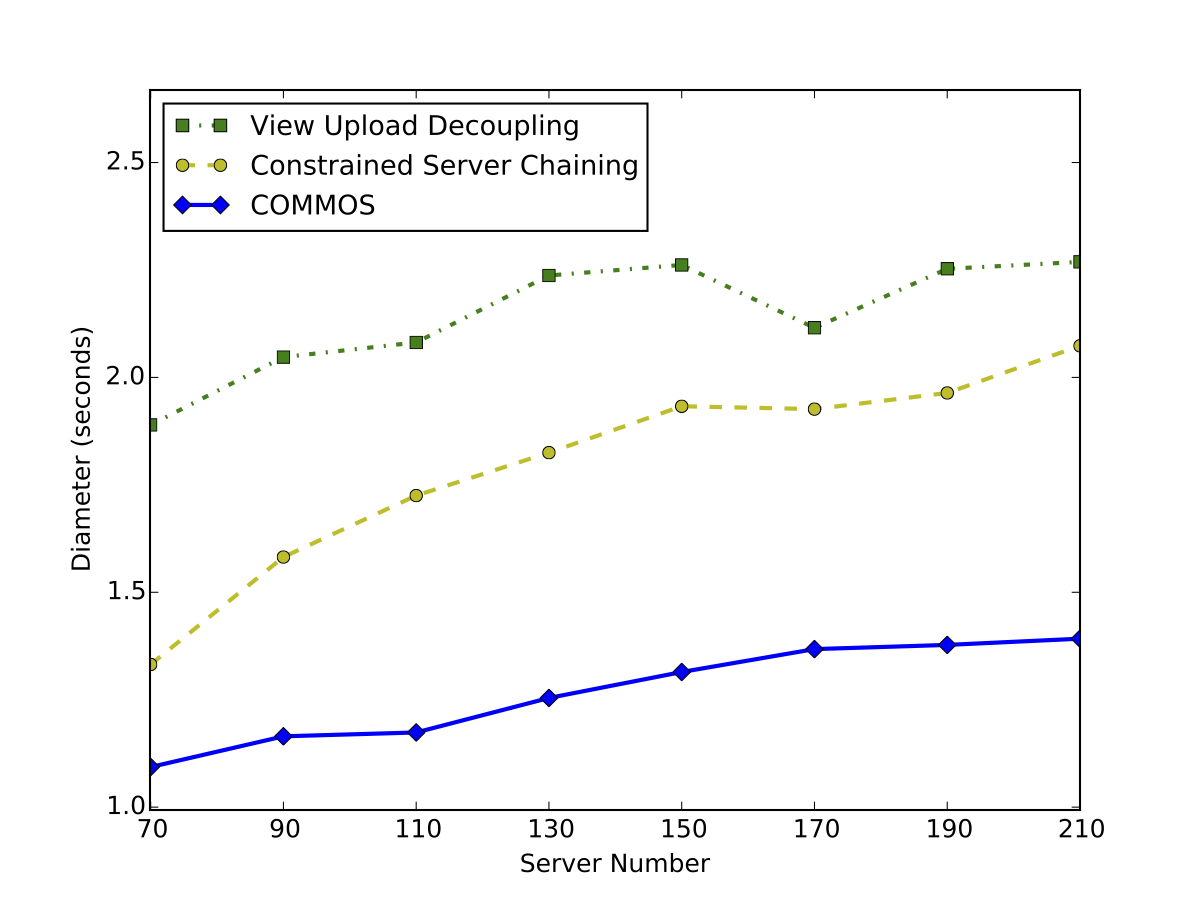 View Upload Decoupling
Constrained Server Chaining
COMMOS
2.5
2.0
1.5
1.0
Diameter (seconds)
70 90 110 130 150 170 190 210
Server Number